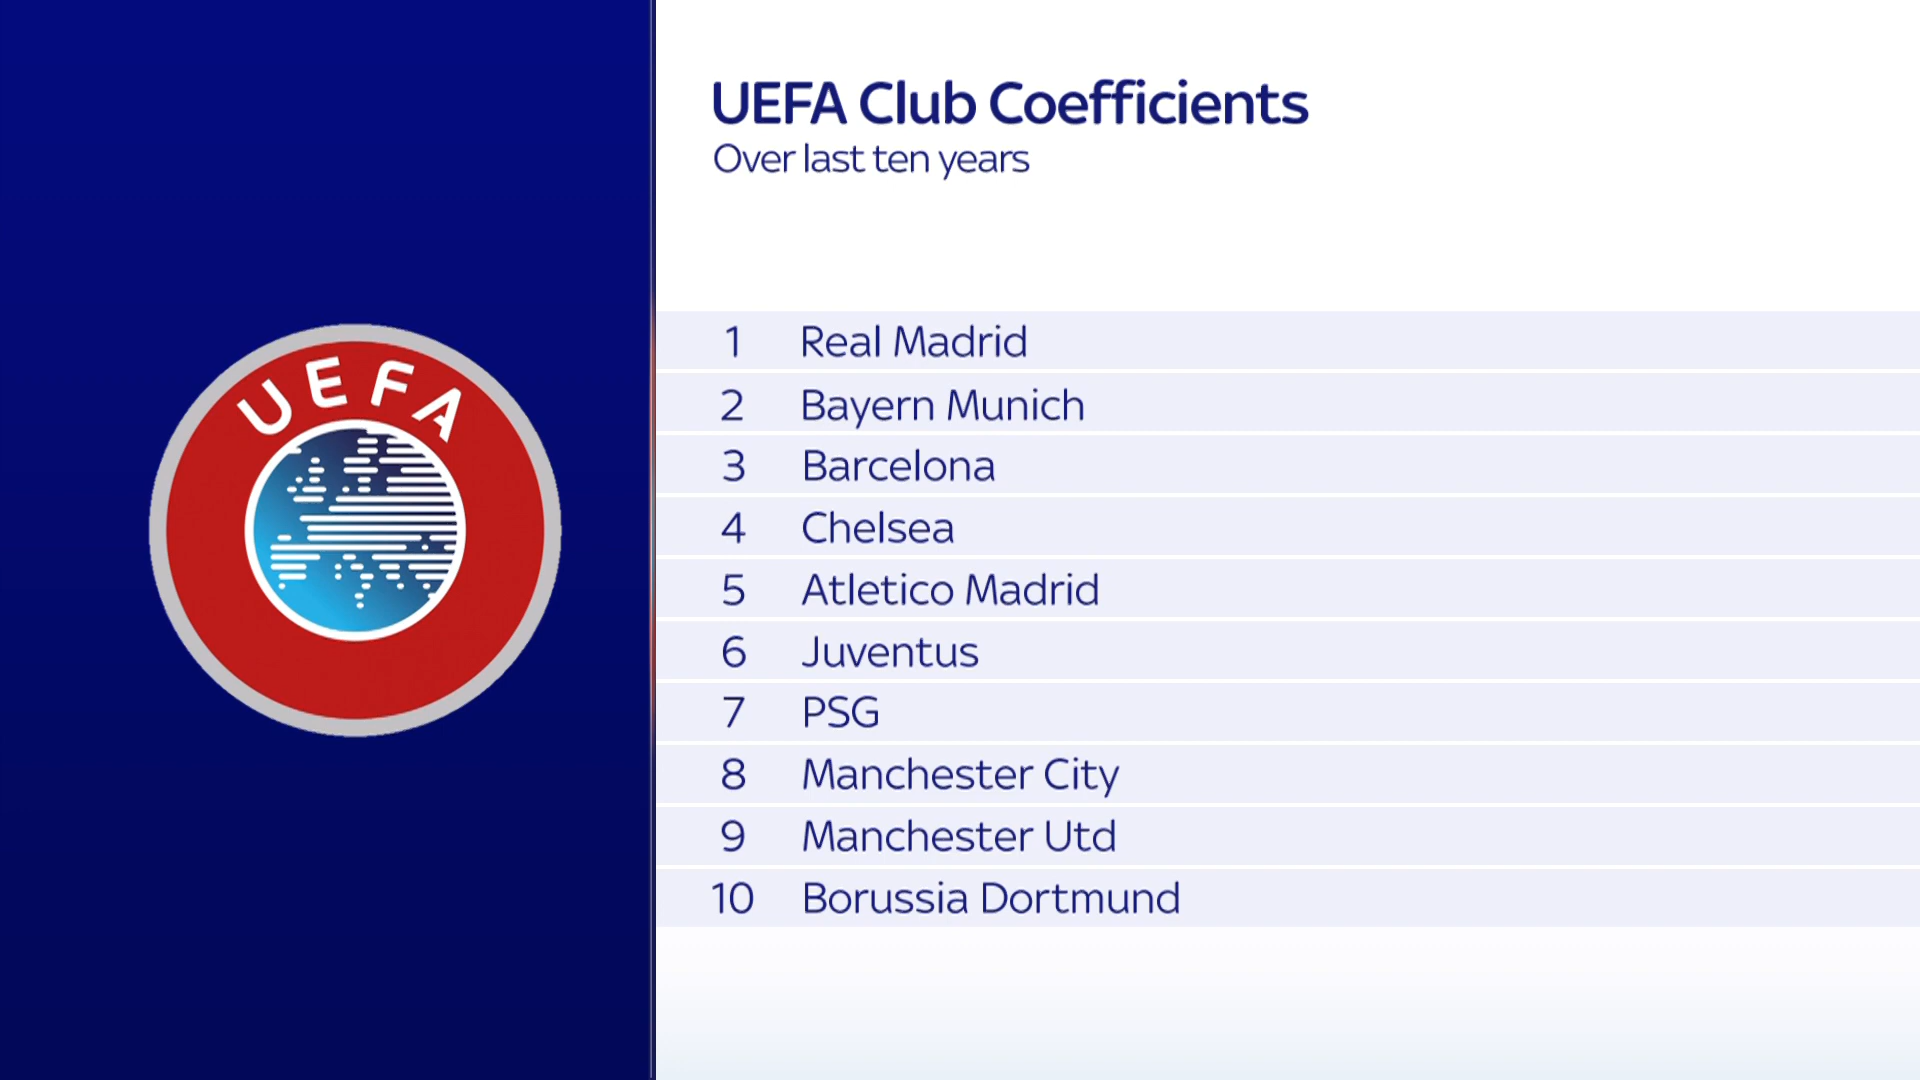 UEFA
UEFA Club Coefficients
Over last ten years
1 Real Madrid
2 Bayern Munich
3 Barcelona
4 Chelsea
5 Atletico Madrid
6 Juventus
7 PSG
8 Manchester City
9 Manchester Utd
10 Borussia Dortmund